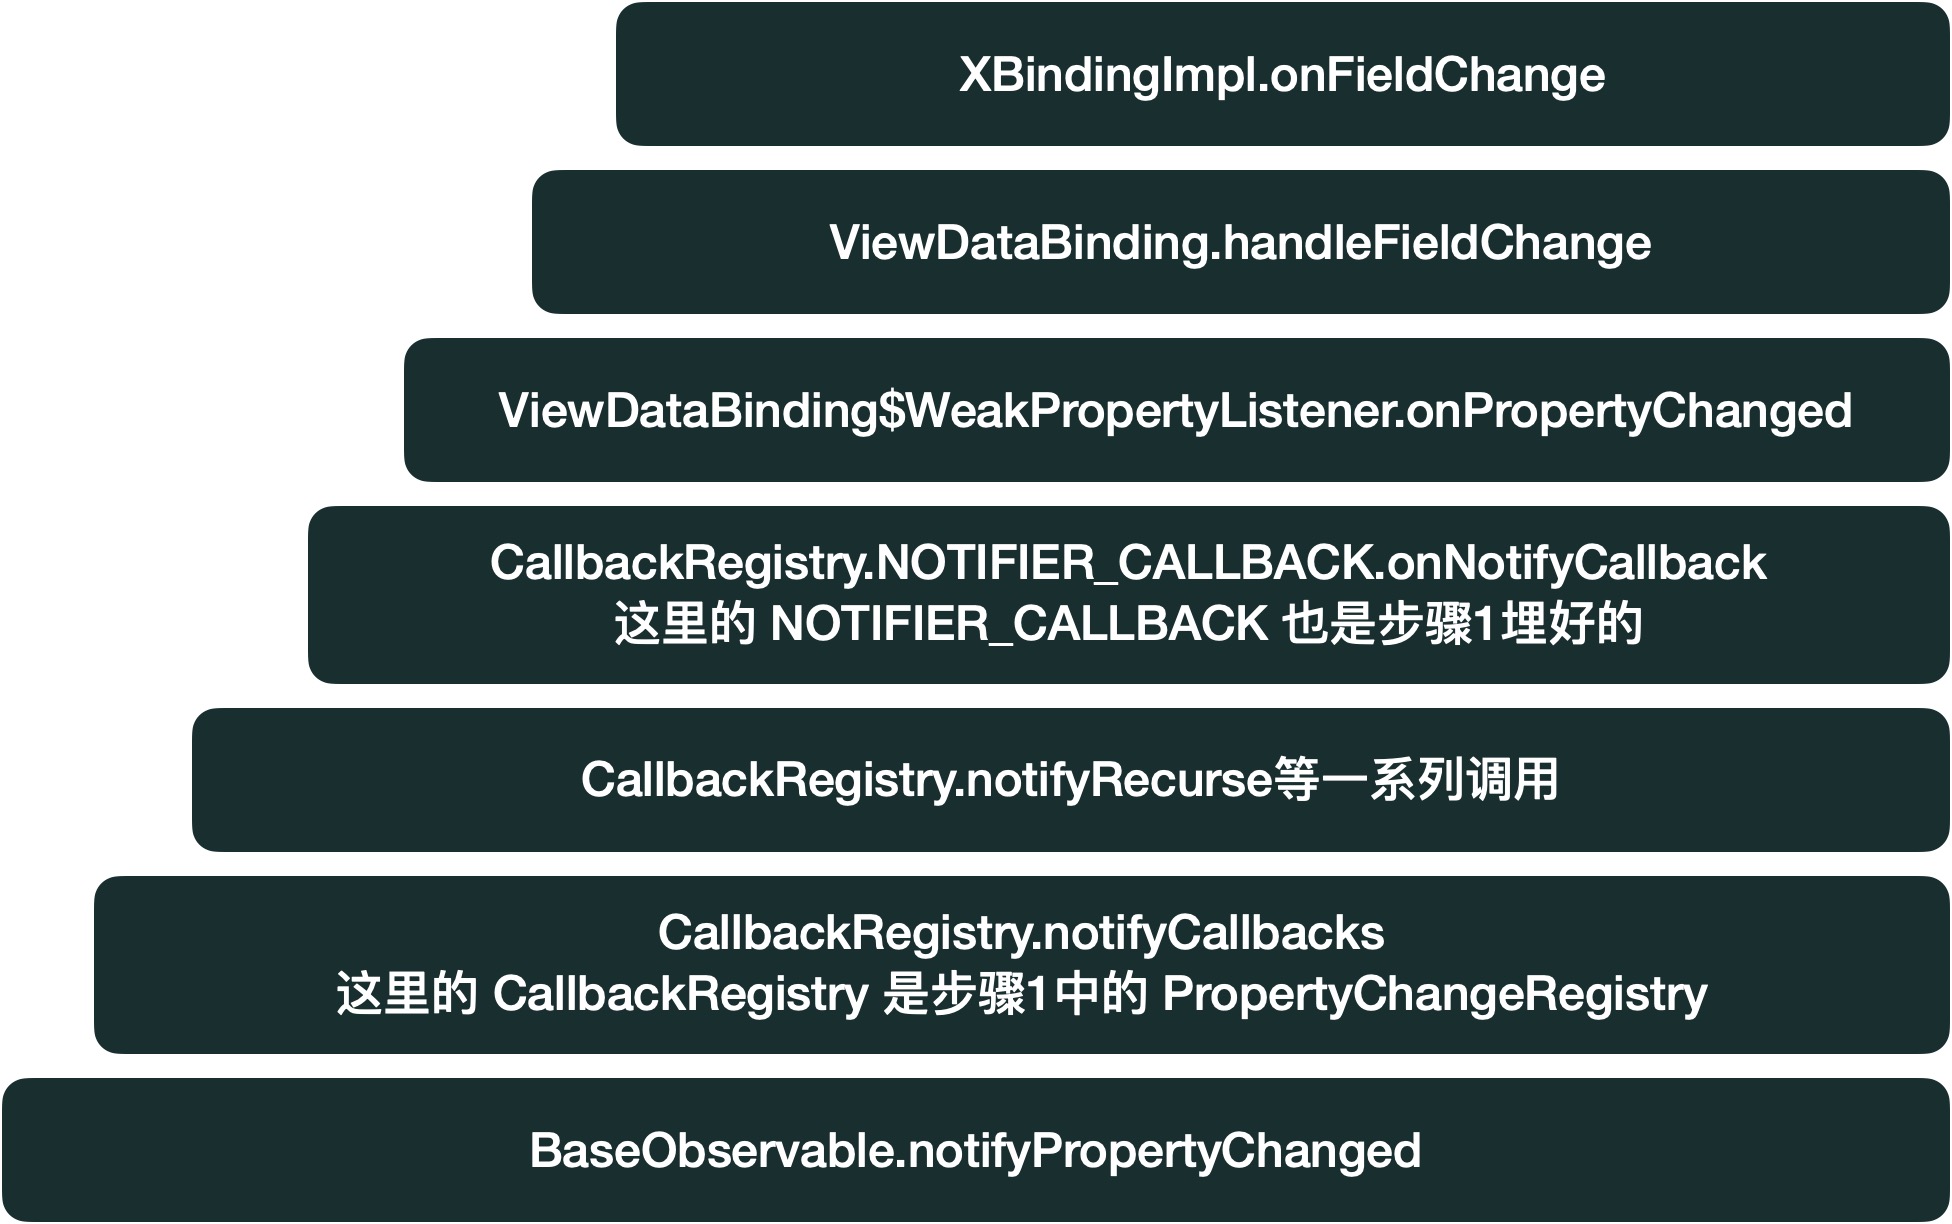 XBindingImpl.onFieldChange
ViewDataBinding.handleFieldChange
ViewDataBinding$WeakPropertyListener.onPropertyChanged
CallbackRegistry.NOTIFIER_CALLBACK.onNotifyCallback
这里的 NOTIFIER_CALLBACK 也是步骤1埋好的
CallbackRegistry.notifyRecurse等一系列调用
CallbackRegistry.notifyCallbacks
这里的 CallbackRegistry 是步骤1中的 PropertyChangeRegistry
BaseObservable.notifyPropertyChanged